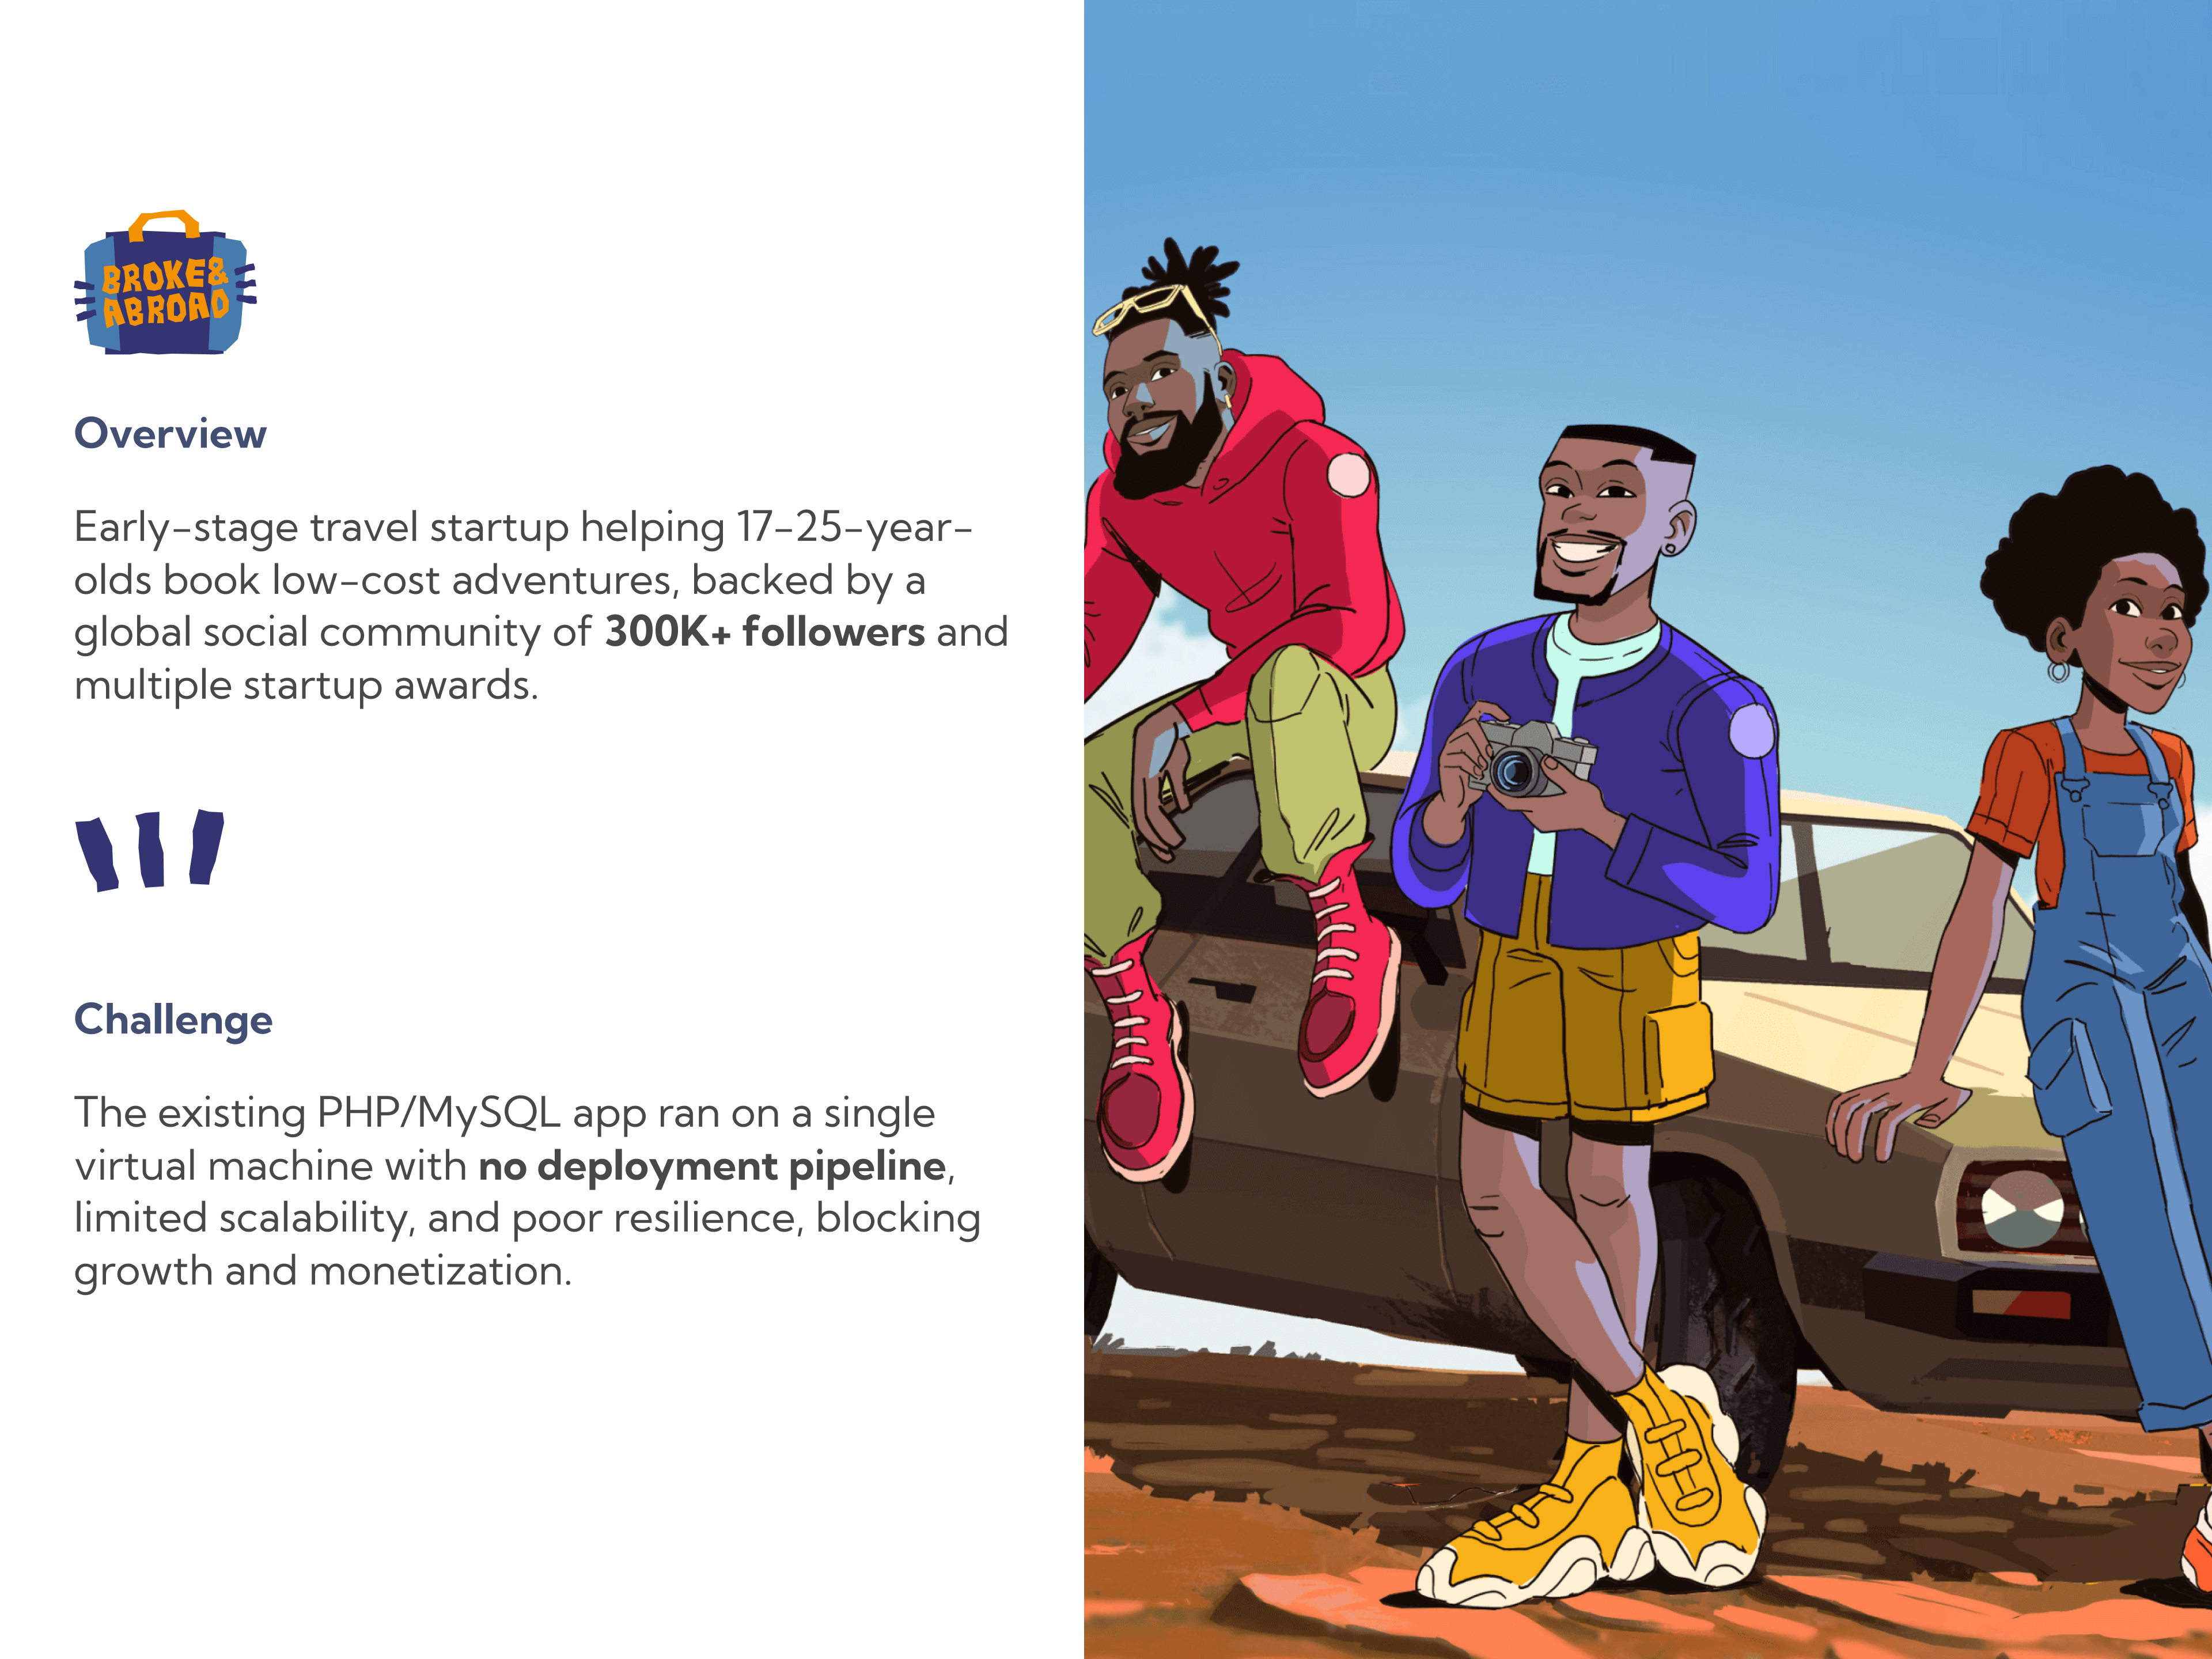 BROKE&
ABROAD
Overview
Early-stage travel startup helping 17-25-year-
olds book low-cost adventures, backed by a
global social community of 300K+ followers and
multiple startup awards.
Challenge
The existing PHP/MySQL app ran on a single
virtual machine with no deployment pipeline,
limited scalability, and poor resilience, blocking
growth and monetization.